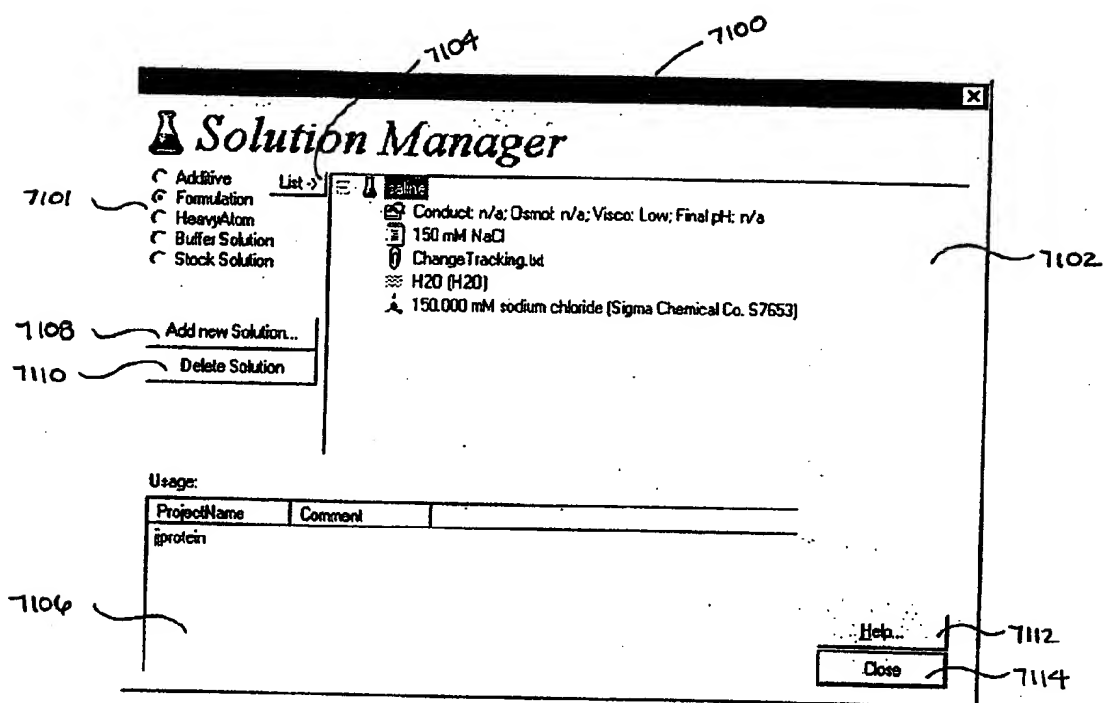 7104
7100
Solution Manager
Additive
List ->
7101
Formulation
HeavyAtom
Buffer Solution
Stock Solution
saline
Conduct: n/a; Osmol: n/a; Visco: Low; Final pH: n/a
150 mM NaCl
ChangeTracking.txt
H2O (H2O)
150.000 mM sodium chloride (Sigma Chemical Co. S7653)
7102
7108
Add new Solution...
7110
Delete Solution
Usage:
ProjectName
Comment
jjprotein
7106
Help...
7112
Close
7114